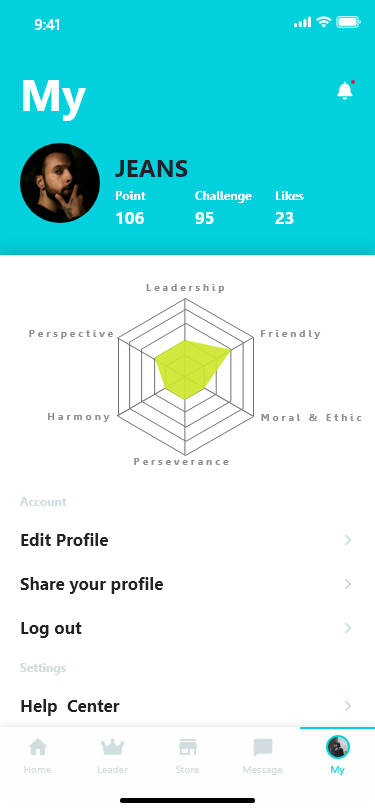 9:41
My
JEANS
Point Challenge Likes
106 95 23
Leadership
Perspective Friendly
Harmony Moral & Ethic
Perseverance
Account
Edit Profile
Share your profile
Log out
Settings
Help Center
Home Leader Store Message My